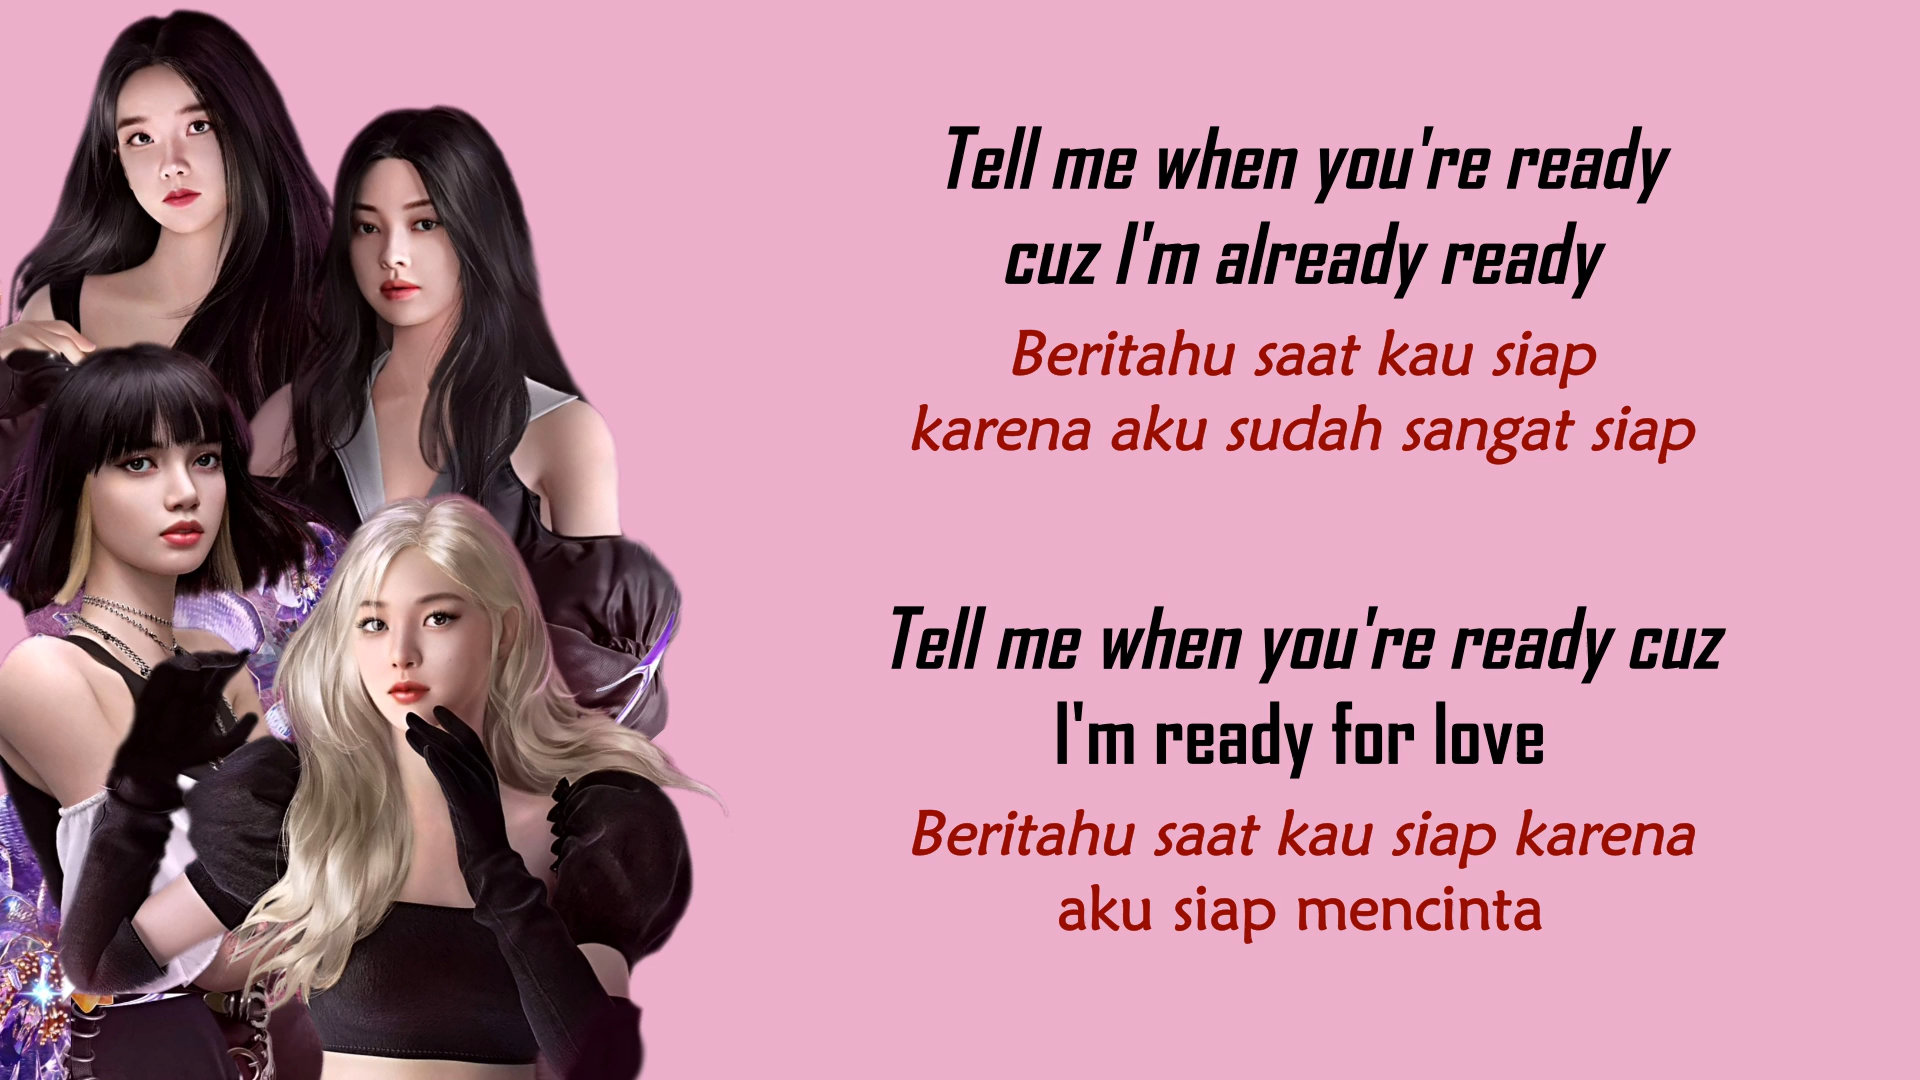 Tell me when you're ready
cuz I'm already ready
Beritahu saat kau siap
karena aku sudah sangat siap
Tell me when you're ready cuz
I'm ready for love
Beritahu saat kau siap karena
aku siap mencinta